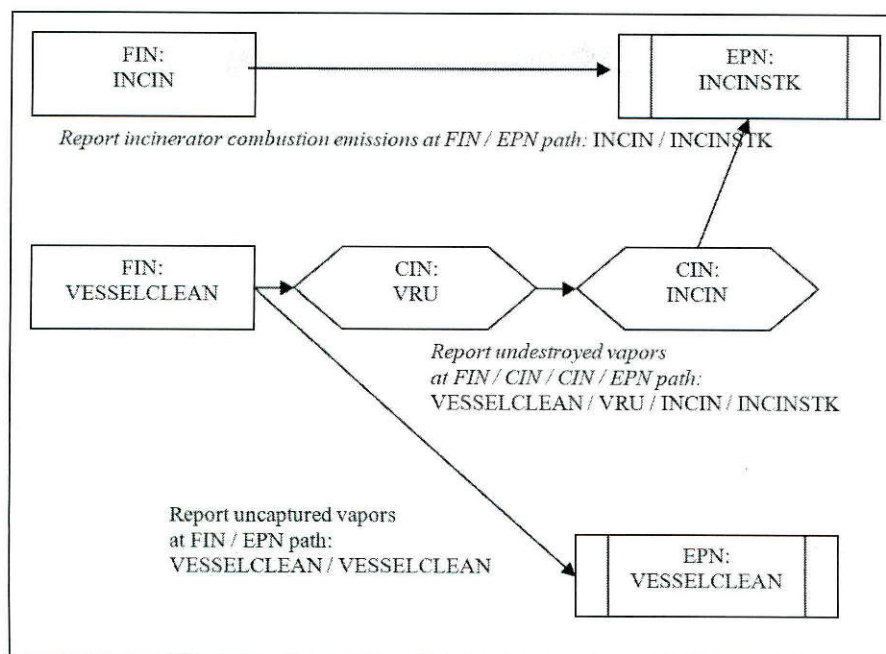 FIN:
INCIN
EPN:
INCINSTK
Report incinerator combustion emissions at FIN / EPN path: INCIN / INCINSTK
FIN:
VESSELCLEAN
CIN:
VRU
CIN:
INCIN
Report undestroyed vapors
at FIN / CIN / CIN / EPN path:
VESSELCLEAN / VRU / INCIN / INCINSTK
Report uncaptured vapors
at FIN / EPN path:
VESSELCLEAN / VESSELCLEAN
EPN:
VESSELCLEAN